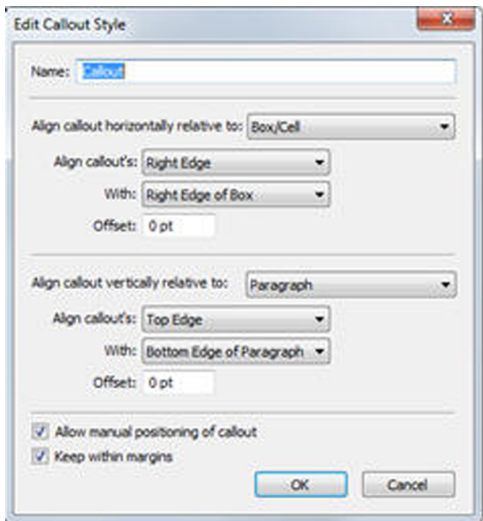 Edit Callout Style
Name: Callout
Align callout horizontally relative to: Box/Cell
Align callout's: Right Edge
With: Right Edge of Box
Offset: 0 pt
Align callout vertically relative to: Paragraph
Align callout's: Top Edge
With: Bottom Edge of Paragraph
Offset: 0 pt
Allow manual positioning of callout
Keep within margins
OK Cancel